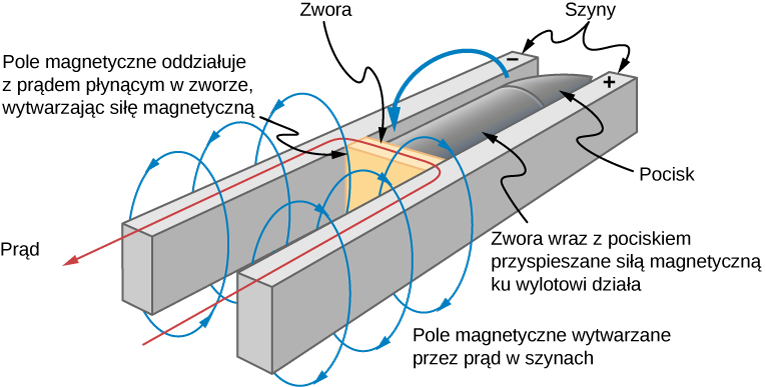 Zwora
Szyny
Pole magnetyczne oddziałuje
z prądem płynącym w zworze,
wytwarzając siłę magnetyczną
−
+
Pocisk
Prąd
Zwora wraz z pociskiem
przyspieszane siłą magnetyczną
ku wylotowi działa
Pole magnetyczne wytwarzane
przez prąd w szynach